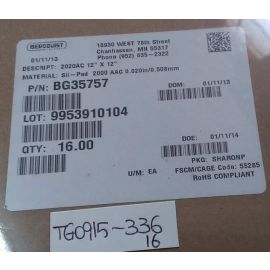 BERGQUIST
18930 WEST 78th Street
Chanhassen, MN 55317
Phone (952) 835-2322
01/11/13
DESCRIPT: 2020AC 12" X 12"
MATERIAL: Sil-Pad 2000 AAC 0.020in/0.508mm
P/N: BG35757
DOM: 01/11/13
LOT: 9953910104
DOE: 01/11/14
QTY: 16.00
PKG: SHARONP
U/M: EA
FSCM/CAGE Code: 55285
RoHS COMPLIANT
TG0915-336
16